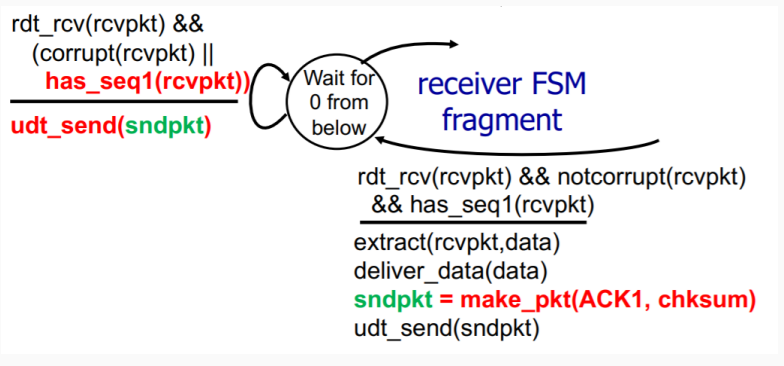 rdt_rcv(rcvpkt) &&
(corrupt(rcvpkt) ||
has_seq1(rcvpkt))
udt_send(sndpkt)
Wait for
0 from
below
receiver FSM
fragment
rdt_rcv(rcvpkt) && notcorrupt(rcvpkt)
&& has_seq1(rcvpkt)
extract(rcvpkt,data)
deliver_data(data)
sndpkt = make_pkt(ACK1, chksum)
udt_send(sndpkt)